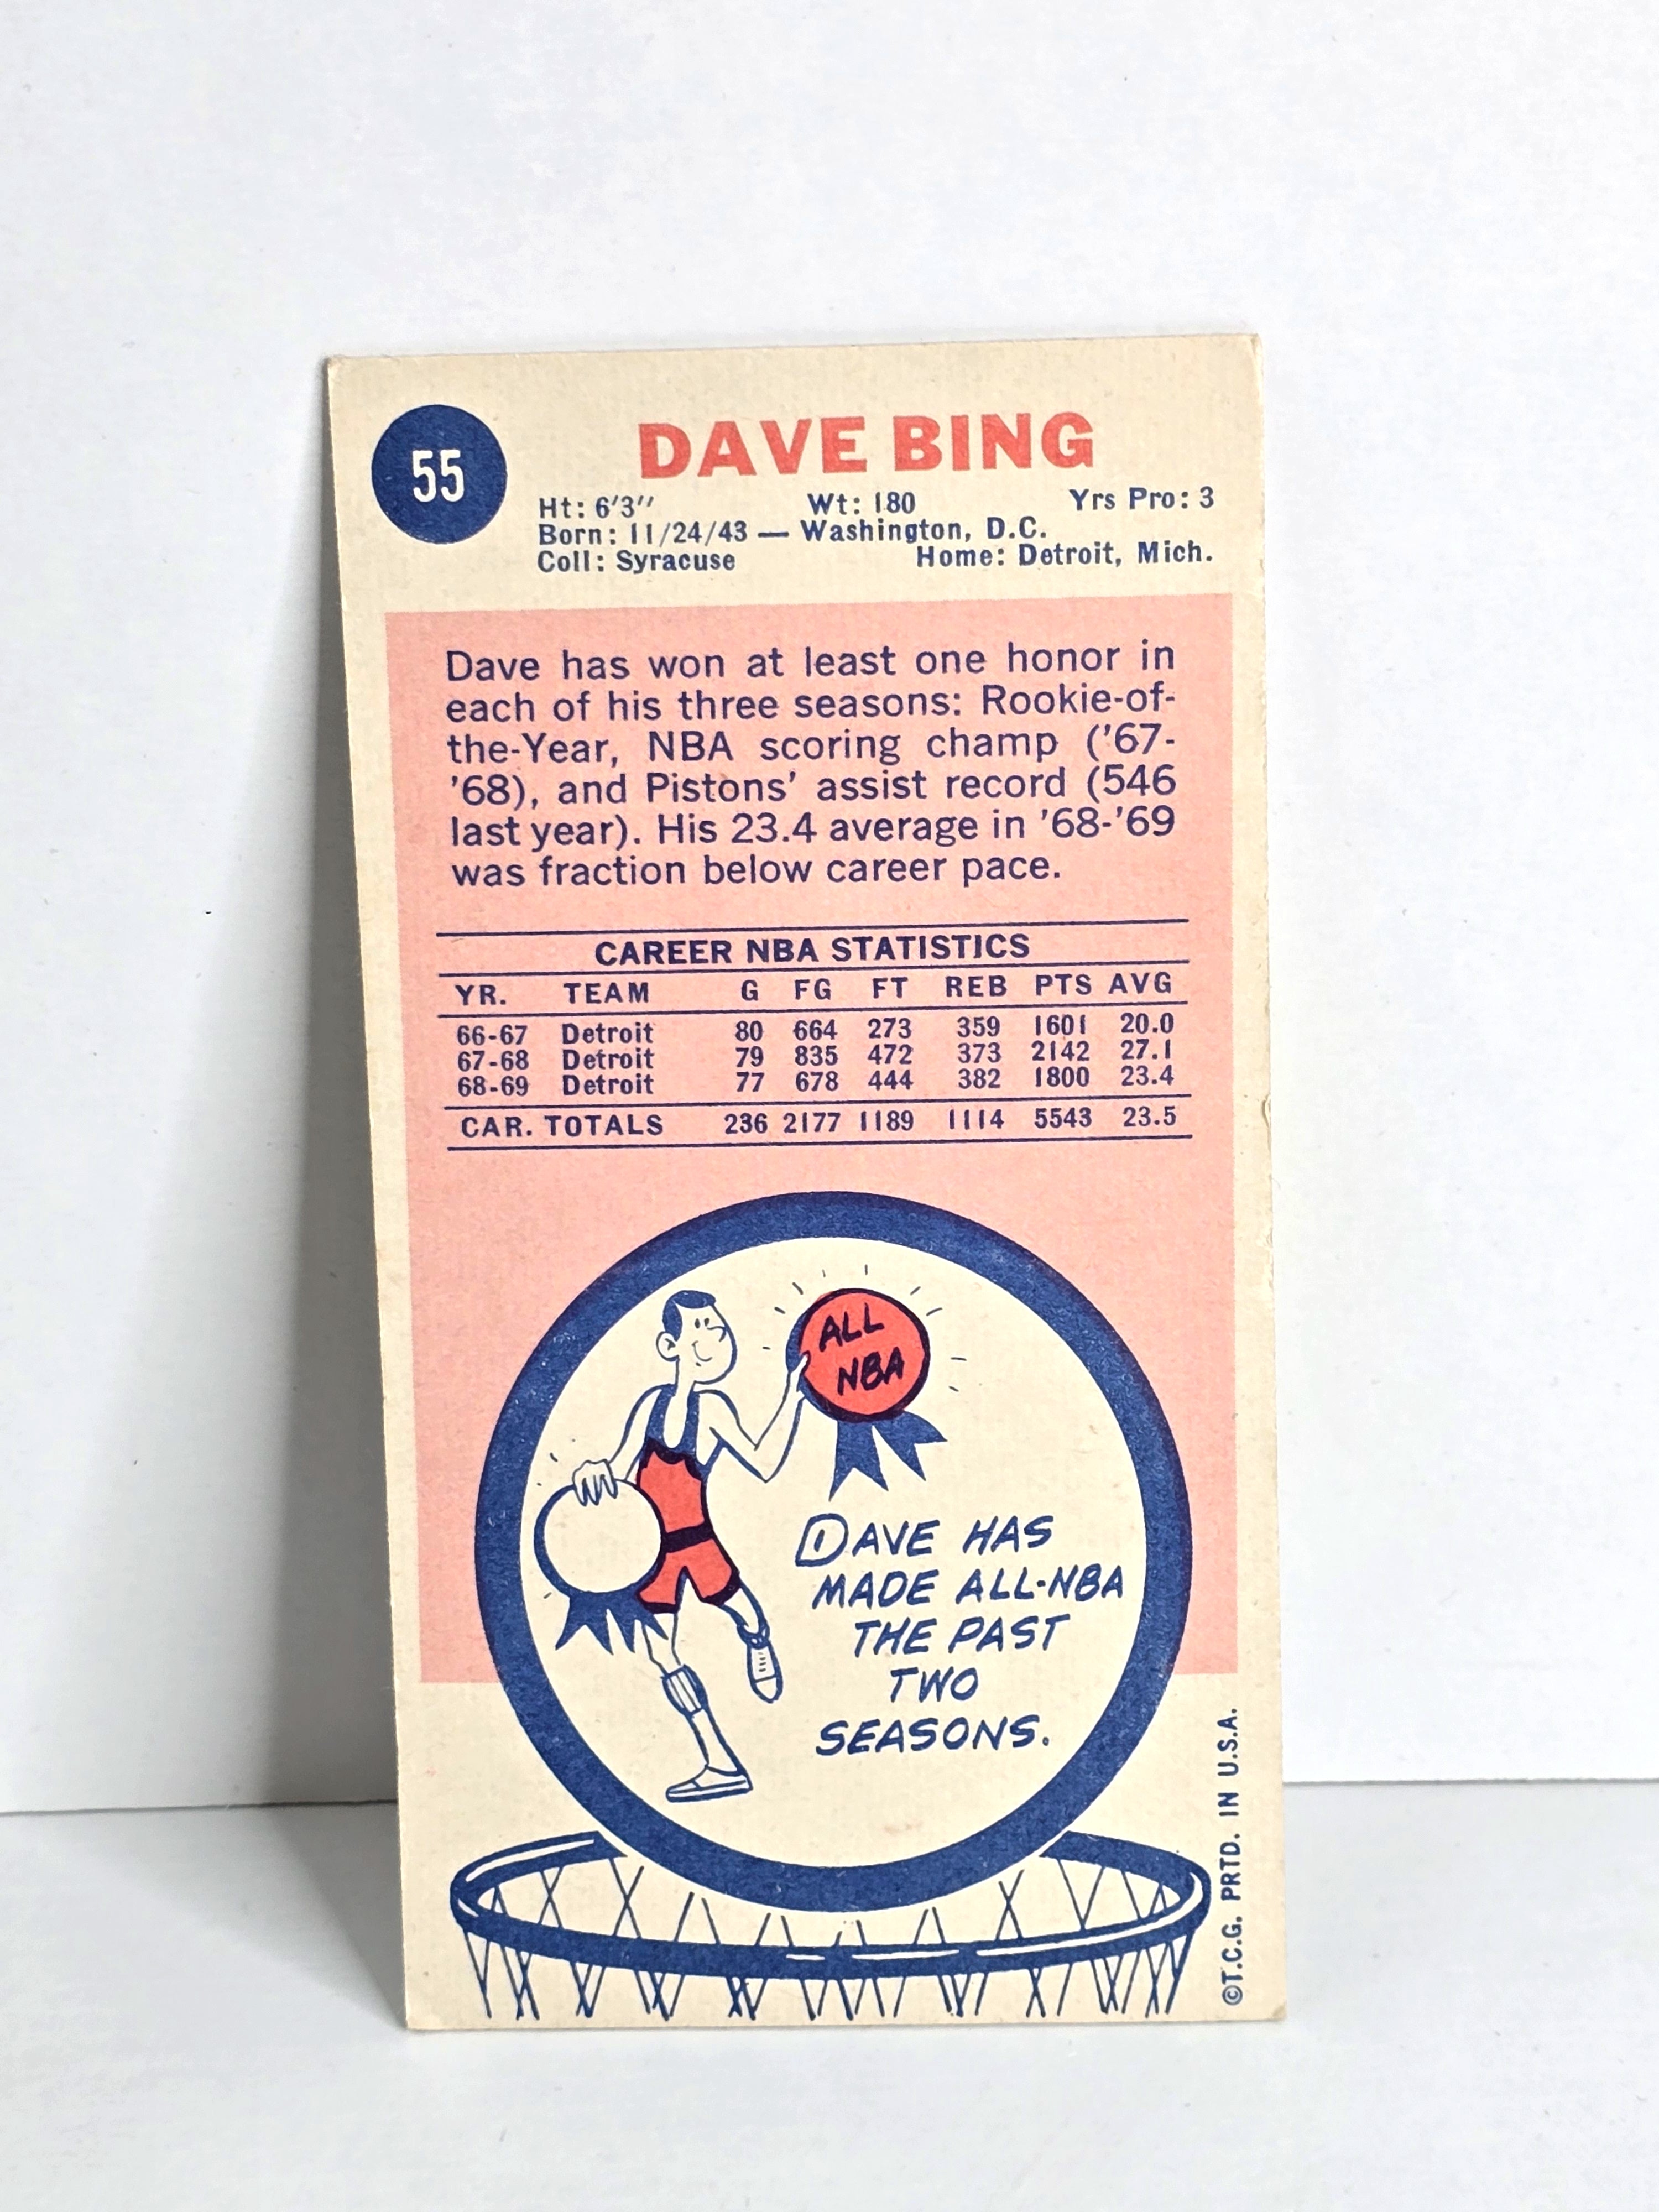 55
DAVE BING
Ht: 6'3" Wt: 180 Yrs Pro: 3
Born: 11/24/43 — Washington, D.C.
Coll: Syracuse Home: Detroit, Mich.
Dave has won at least one honor in
each of his three seasons: Rookie-of-
the-Year, NBA scoring champ ('67-
'68), and Pistons' assist record (546
last year). His 23.4 average in '68-'69
was fraction below career pace.
CAREER NBA STATISTICS
YR. TEAM G FG FT REB PTS AVG
66-67 Detroit 80 664 273 359 1601 20.0
67-68 Detroit 79 835 472 373 2142 27.1
68-69 Detroit 77 678 444 382 1800 23.4
CAR. TOTALS 236 2177 1189 1114 5543 23.5
ALL
NBA
DAVE HAS
MADE ALL-NBA
THE PAST
TWO
SEASONS.
©T.C.G. PRTD. IN U.S.A.